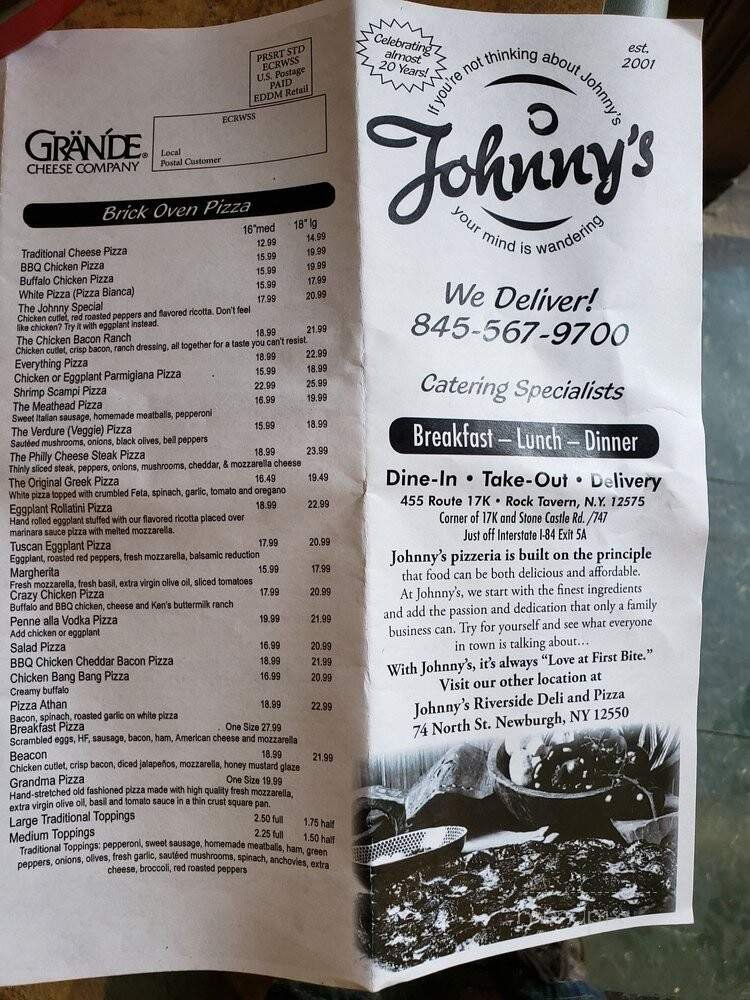 PRSRT STD
ECRWSS
U.S. Postage
PAID
EDDM Retail
ECRWSS
Local
Postal Customer
GRANDE®
CHEESE COMPANY
Brick Oven Pizza
16"med 18" lg
Traditional Cheese Pizza 12.99 14.99
BBQ Chicken Pizza 15.99 19.99
Buffalo Chicken Pizza 15.99 19.99
White Pizza (Pizza Bianca) 15.99 17.99
The Johnny Special 17.99 20.99
Chicken cutlet, red roasted peppers and flavored ricotta. Don't feel
like chicken? Try it with eggplant instead.
The Chicken Bacon Ranch 18.99 21.99
Chicken cutlet, crisp bacon, ranch dressing, all together for a taste you can't resist.
Everything Pizza 18.99 22.99
Chicken or Eggplant Parmigiana Pizza 15.99 18.99
Shrimp Scampi Pizza 22.99 25.99
The Meathead Pizza 16.99 19.99
Sweet Italian sausage, homemade meatballs, pepperoni
The Verdure (Veggie) Pizza 15.99 18.99
Sautéed mushrooms, onions, black olives, bell peppers
The Philly Cheese Steak Pizza 18.99 23.99
Thinly sliced steak, peppers, onions, mushrooms, cheddar, & mozzarella cheese
The Original Greek Pizza 16.49 19.49
White pizza topped with crumbled Feta, spinach, garlic, tomato and oregano
Eggplant Rollatini Pizza 18.99 22.99
Hand rolled eggplant stuffed with our flavored ricotta placed over
marinara sauce pizza with melted mozzarella.
Tuscan Eggplant Pizza 17.99 20.99
Eggplant, roasted red peppers, fresh mozzarella, balsamic reduction
Margherita 15.99 17.99
Fresh mozzarella, fresh basil, extra virgin olive oil, sliced tomatoes
Crazy Chicken Pizza 17.99 20.99
Buffalo and BBQ chicken, cheese and Ken's buttermilk ranch
Penne alla Vodka Pizza 19.99 21.99
Add chicken or eggplant
Salad Pizza 16.99 20.99
BBQ Chicken Cheddar Bacon Pizza 18.99 21.99
Chicken Bang Bang Pizza 16.99 20.99
Creamy buffalo
Pizza Athan 18.99 22.99
Bacon, spinach, roasted garlic on white pizza
Breakfast Pizza One Size 27.99
Scrambled eggs, HF, sausage, bacon, ham, American cheese and mozzarella
Beacon 18.99 21.99
Chicken cutlet, crisp bacon, diced jalapeños, mozzarella, honey mustard glaze
Grandma Pizza One Size 19.99
Hand-stretched old fashioned pizza made with high quality fresh mozzarella,
extra virgin olive oil, basil and tomato sauce in a thin crust square pan.
Large Traditional Toppings 2.50 full 1.75 half
Medium Toppings 2.25 full 1.50 half
Traditional Toppings: pepperoni, sweet sausage, homemade meatballs, ham, green
peppers, onions, olives, fresh garlic, sautéed mushrooms, spinach, anchovies, extra
cheese, broccoli, red roasted peppers
Celebrating
almost
20 Years!
est.
2001
If you're not thinking about Johnny's
Johnny's
your mind is wandering
We Deliver!
845-567-9700
Catering Specialists
Breakfast – Lunch – Dinner
Dine-In • Take-Out • Delivery
455 Route 17K • Rock Tavern, N.Y. 12575
Corner of 17K and Stone Castle Rd. /747
Just off Interstate I-84 Exit 5A
Johnny's pizzeria is built on the principle
that food can be both delicious and affordable.
At Johnny's, we start with the finest ingredients
and add the passion and dedication that only a family
business can. Try for yourself and see what everyone
in town is talking about...
With Johnny's, it's always "Love at First Bite."
Visit our other location at
Johnny's Riverside Deli and Pizza
74 North St. Newburgh, NY 12550